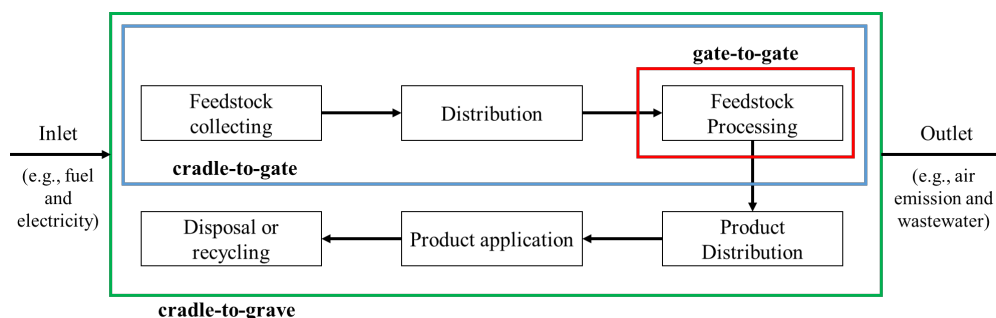 gate-to-gate
Feedstock
collecting
Distribution
Feedstock
Processing
Inlet
(e.g., fuel
and
electricity)
cradle-to-gate
Outlet
(e.g., air
emission and
wastewater)
Disposal or
recycling
Product application
Product
Distribution
cradle-to-grave